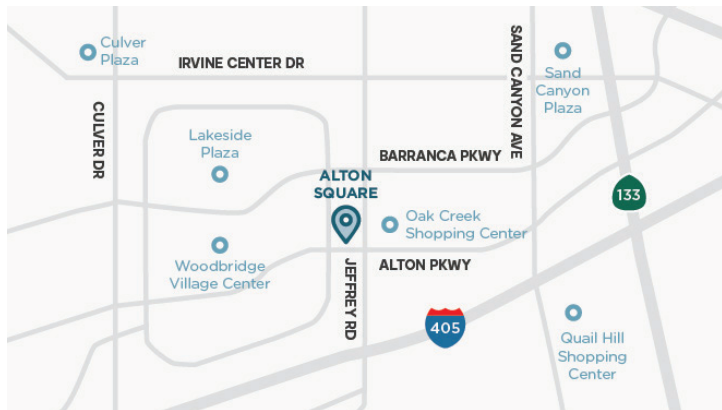 Culver
Plaza
IRVINE CENTER DR
SAND CANYON AVE
Sand
Canyon
Plaza
CULVER DR
Lakeside
Plaza
BARRANCA PKWY
ALTON
SQUARE
133
Oak Creek
Shopping Center
Woodbridge
Village Center
JEFFREY RD
ALTON PKWY
405
Quail Hill
Shopping
Center